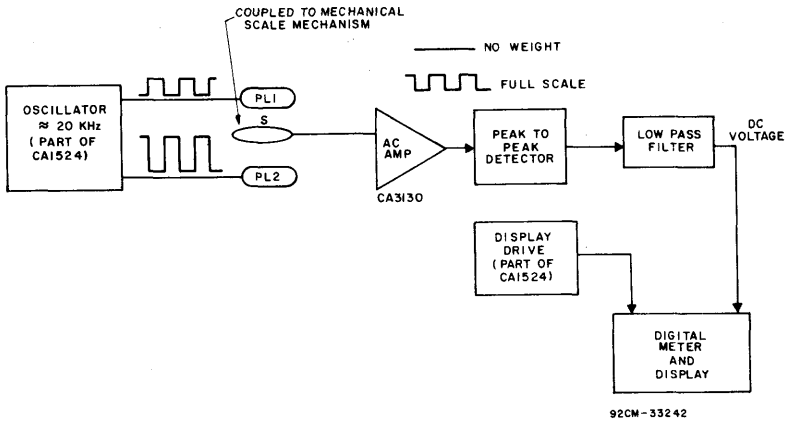 COUPLED TO MECHANICAL
SCALE MECHANISM
NO WEIGHT
FULL SCALE
OSCILLATOR
≈ 20 KHz
(PART OF
CA1524)
PL1
S
PL2
AC
AMP
CA3130
PEAK TO
PEAK
DETECTOR
LOW PASS
FILTER
DC
VOLTAGE
DISPLAY
DRIVE
(PART OF
CA1524)
DIGITAL
METER
AND
DISPLAY
92CM-33242